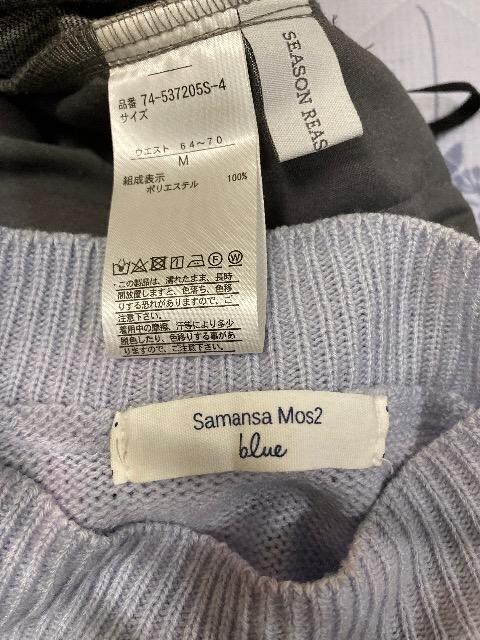 SEASON REAS
品番 74-537205S-4
サイズ
ウエスト 64〜70
M
組成表示
ポリエステル 100%
・この製品は、濡れたまま、長時
間放置しますと、色落ち、色移
りする恐れがありますので、ご
注意下さい。
着用中の摩擦、汗等により多少
脱色したり、色移りする事があ
りますので、ご注意下さい。
Samansa Mos2
blue